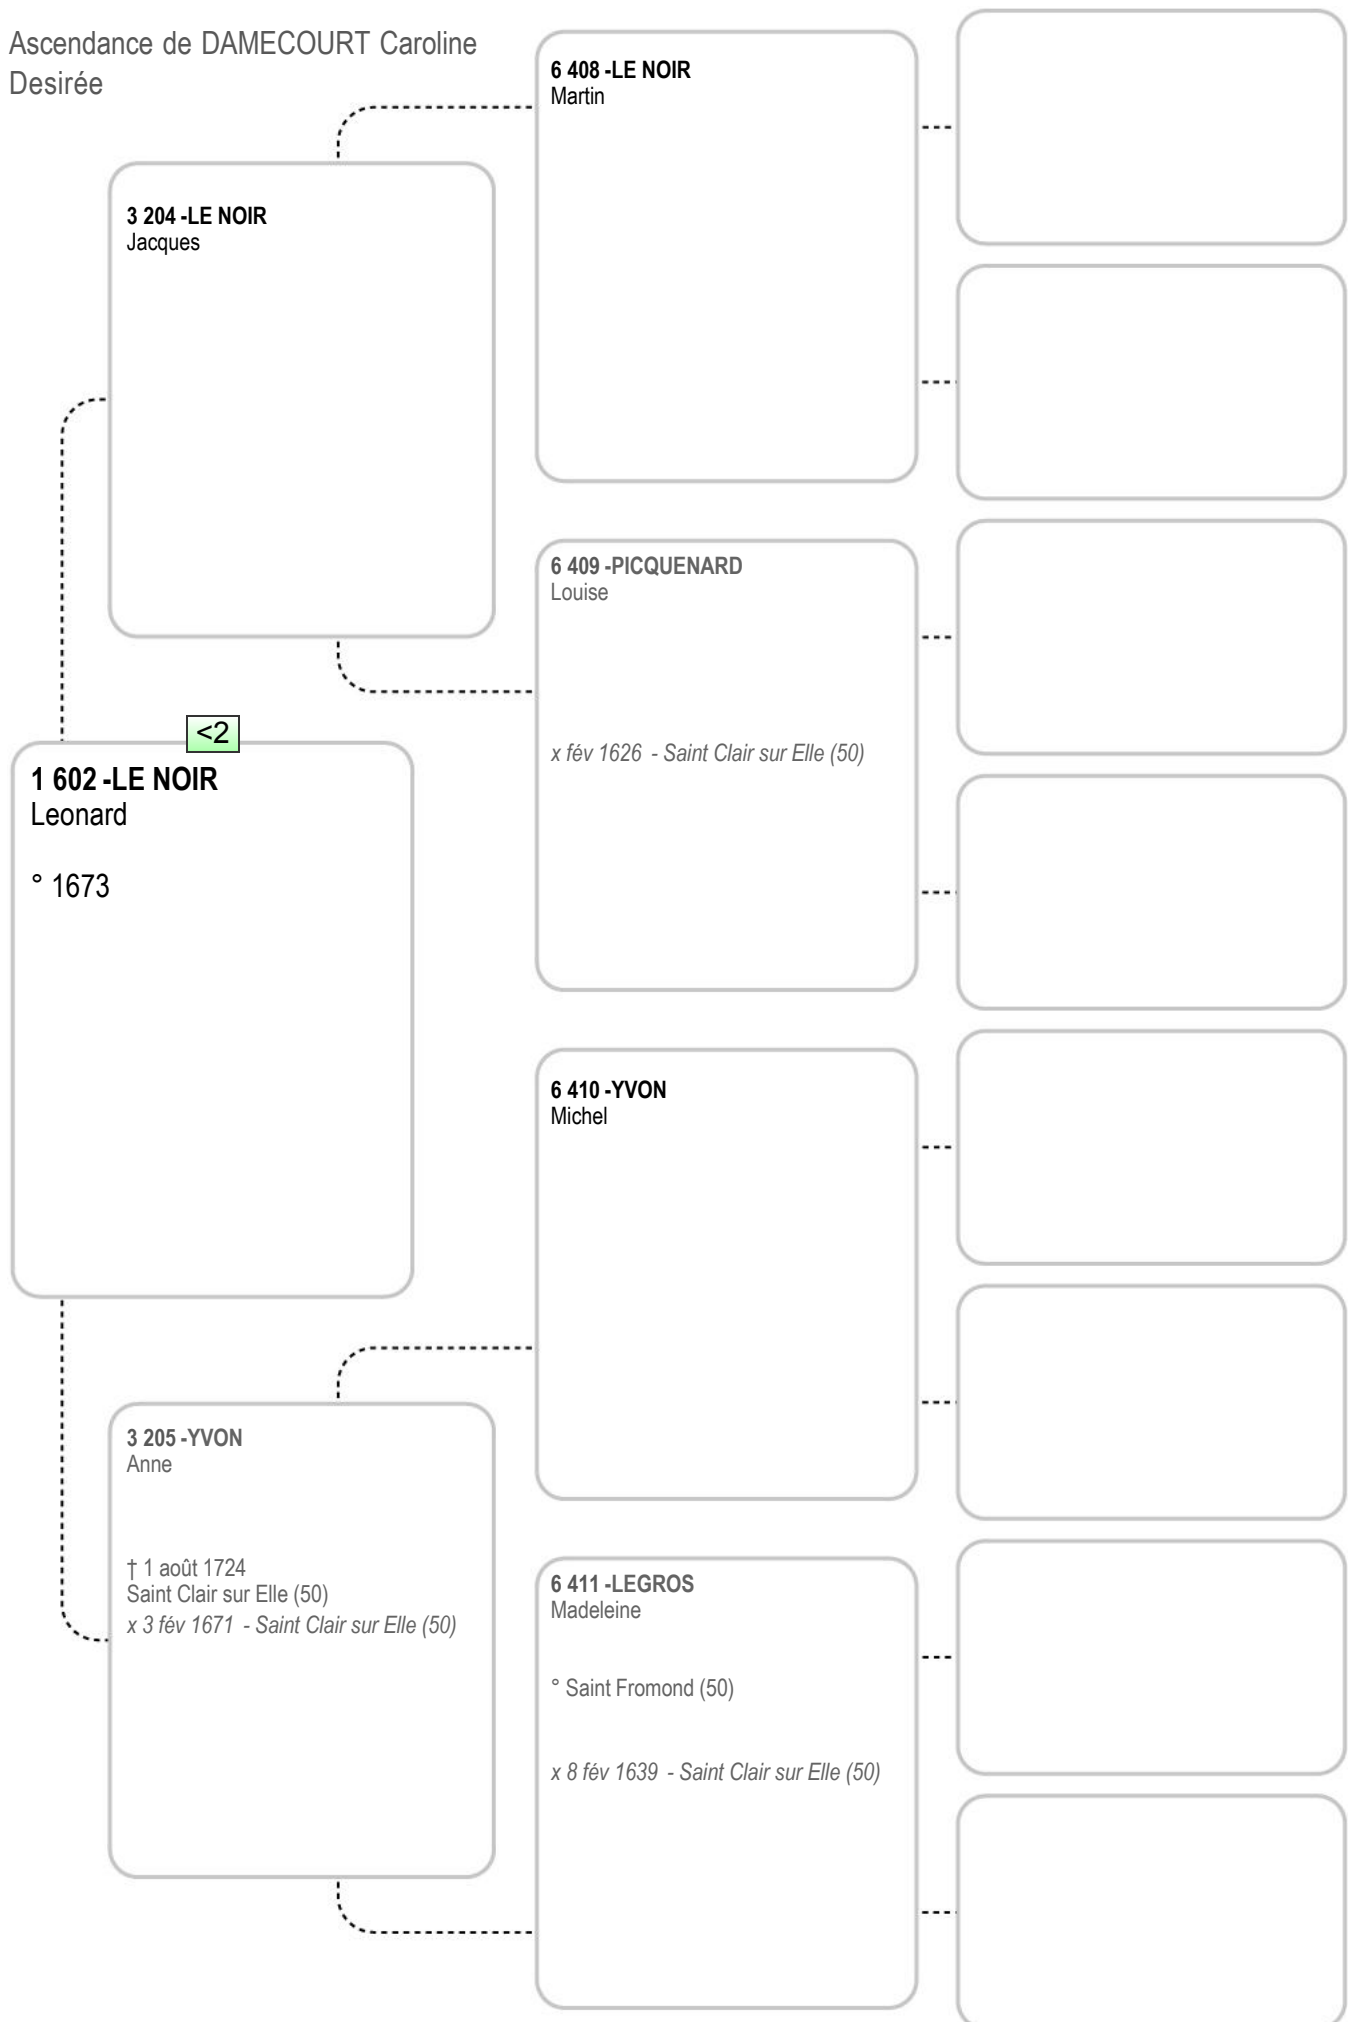 Ascendance de DAMECOURT Caroline
Desirée
6 408 -LE NOIR
Martin
3 204 -LE NOIR
Jacques
6 409 -PICQUENARD
Louise
x fév 1626 - Saint Clair sur Elle (50)
<2
1 602 -LE NOIR
Leonard
° 1673
6 410 -YVON
Michel
3 205 -YVON
Anne
† 1 août 1724
Saint Clair sur Elle (50)
x 3 fév 1671 - Saint Clair sur Elle (50)
6 411 -LEGROS
Madeleine
° Saint Fromond (50)
x 8 fév 1639 - Saint Clair sur Elle (50)